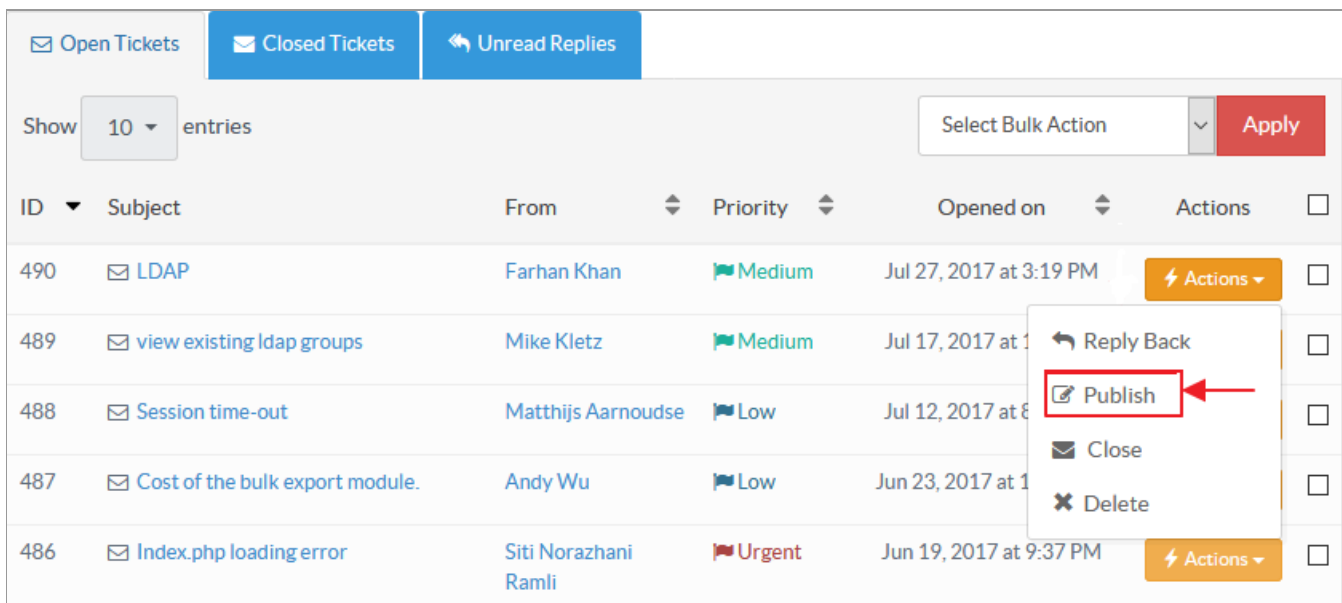 Open Tickets Closed Tickets Unread Replies
Show 10 entries Select Bulk Action Apply
ID Subject From Priority Opened on Actions
490 LDAP Farhan Khan Medium Jul 27, 2017 at 3:19 PM Actions
489 view existing ldap groups Mike Kletz Medium Jul 17, 2017 at 1
Reply Back
488 Session time-out Matthijs Aarnoudse Low Jul 12, 2017 at 8
Publish
Close
487 Cost of the bulk export module. Andy Wu Low Jun 23, 2017 at 1
Delete
486 Index.php loading error Siti Norazhani Urgent Jun 19, 2017 at 9:37 PM Actions
Ramli